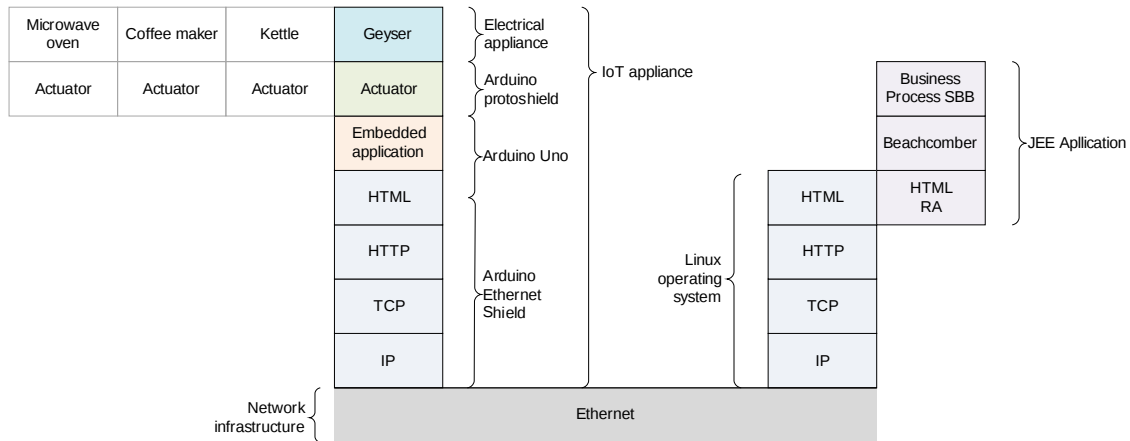 Microwave
oven
Coffee maker
Kettle
Geyser
Electrical
appliance
IoT appliance
Actuator
Actuator
Actuator
Actuator
Arduino
protoshield
Business
Process SBB
Embedded
application
Arduino Uno
Beachcomber
JEE Apllication
HTML
HTML
HTML
RA
HTTP
Arduino
Ethernet
Shield
Linux
operating
system
HTTP
TCP
TCP
IP
IP
Network
infrastructure
Ethernet